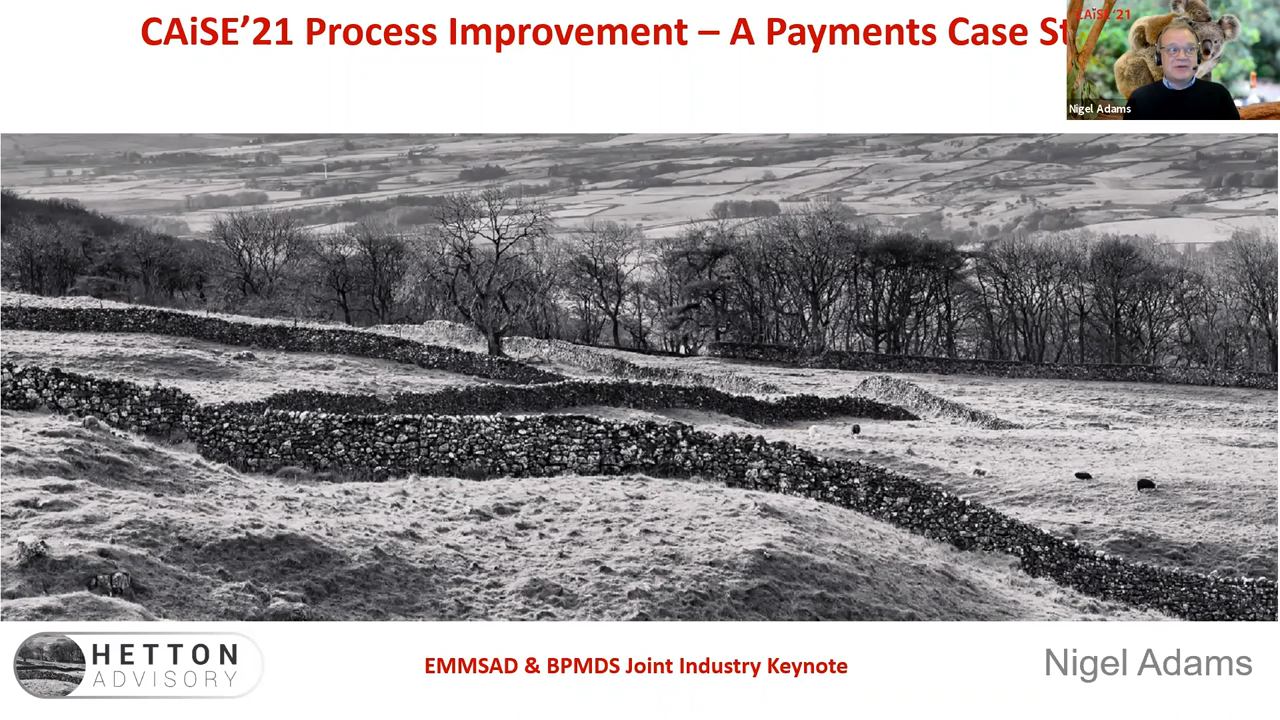 CAiSE’21 Process Improvement – A Payments Case St
CAiSE’21
Nigel Adams
HETTON
ADVISORY
EMMSAD & BPMDS Joint Industry Keynote
Nigel Adams